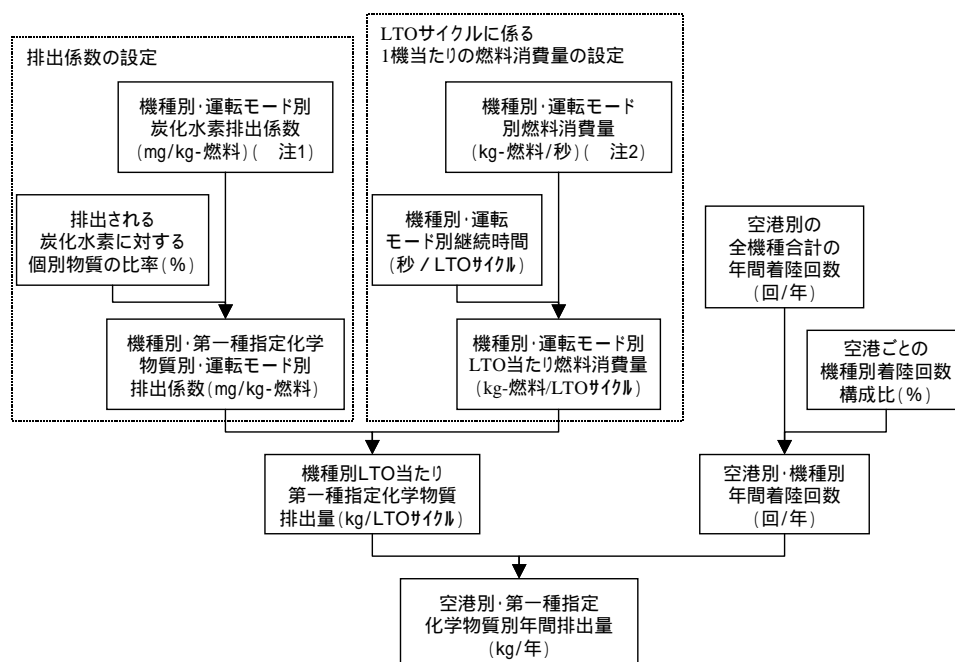 排出係数の設定
LTOサイクルに係る
1機当たりの燃料消費量の設定
機種別・運転モード別
炭化水素排出係数
(mg/kg-燃料)( 注1)
機種別・運転モード
別燃料消費量
(kg-燃料/秒)( 注2)
排出される
炭化水素に対する
個別物質の比率(%)
機種別・運転
モード別継続時間
(秒/LTOサイクル)
空港別の
全機種合計の
年間着陸回数
(回/年)
機種別・第一種指定化学
物質別・運転モード別
排出係数(mg/kg-燃料)
機種別・運転モード別
LTO当たり燃料消費量
(kg-燃料/LTOサイクル)
空港ごとの
機種別着陸回数
構成比(%)
機種別LTO当たり
第一種指定化学物質
排出量(kg/LTOサイクル)
空港別・機種別
年間着陸回数
(回/年)
空港別・第一種指定
化学物質別年間排出量
(kg/年)